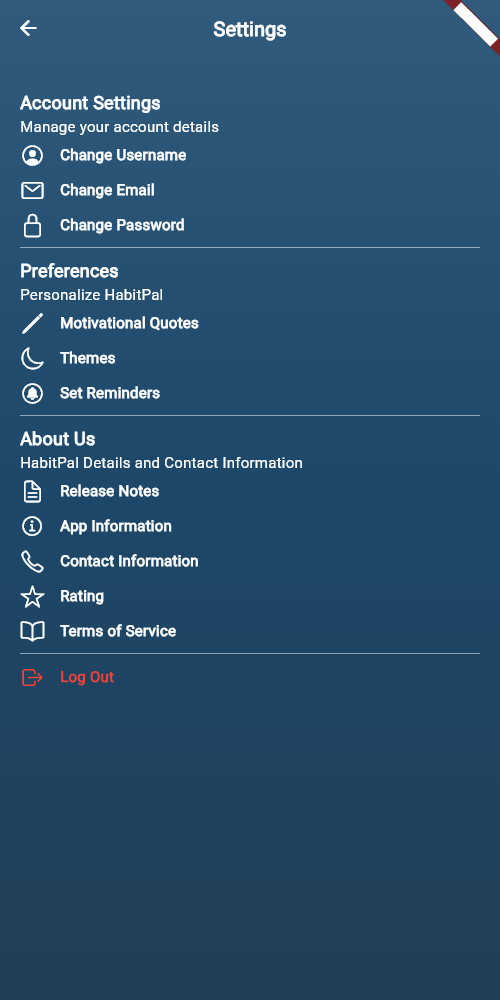 Settings
Account Settings
Manage your account details
Change Username
Change Email
Change Password
Preferences
Personalize HabitPal
Motivational Quotes
Themes
Set Reminders
About Us
HabitPal Details and Contact Information
Release Notes
App Information
Contact Information
Rating
Terms of Service
Log Out